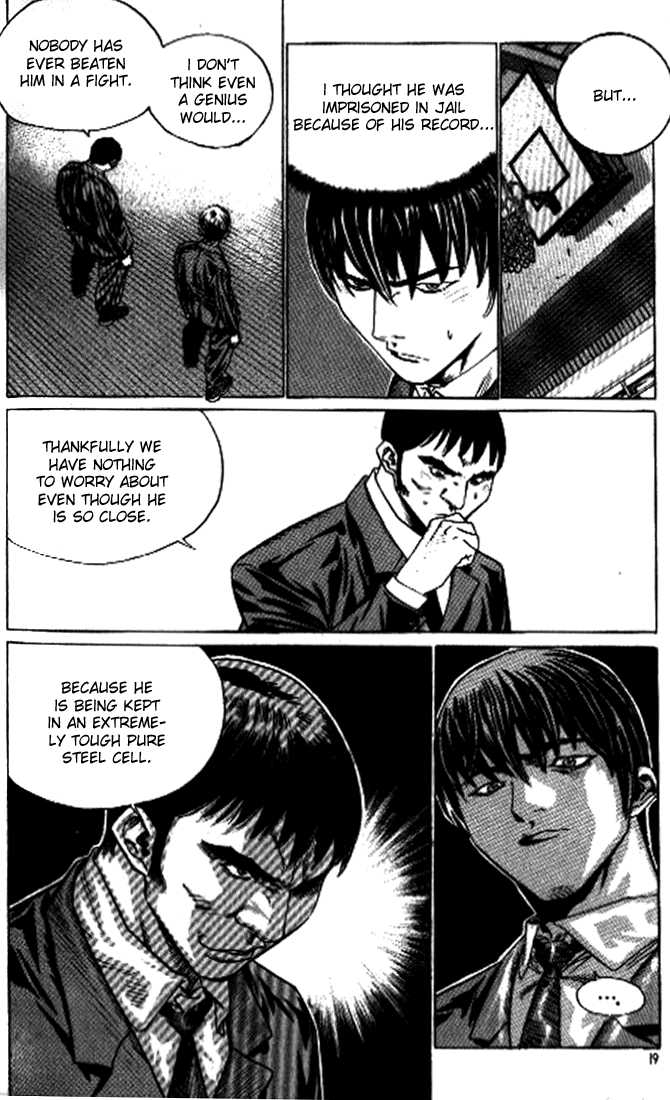 NOBODY HAS
EVER BEATEN
HIM IN A FIGHT.
I DON'T
THINK EVEN
A GENIUS
WOULD...
I THOUGHT HE WAS
IMPRISONED IN JAIL
BECAUSE OF HIS RECORD...
BUT...
THANKFULLY WE
HAVE NOTHING
TO WORRY ABOUT
EVEN THOUGH HE
IS SO CLOSE.
BECAUSE HE
IS BEING KEPT
IN AN EXTREME-
LY TOUGH PURE
STEEL CELL.
...
19